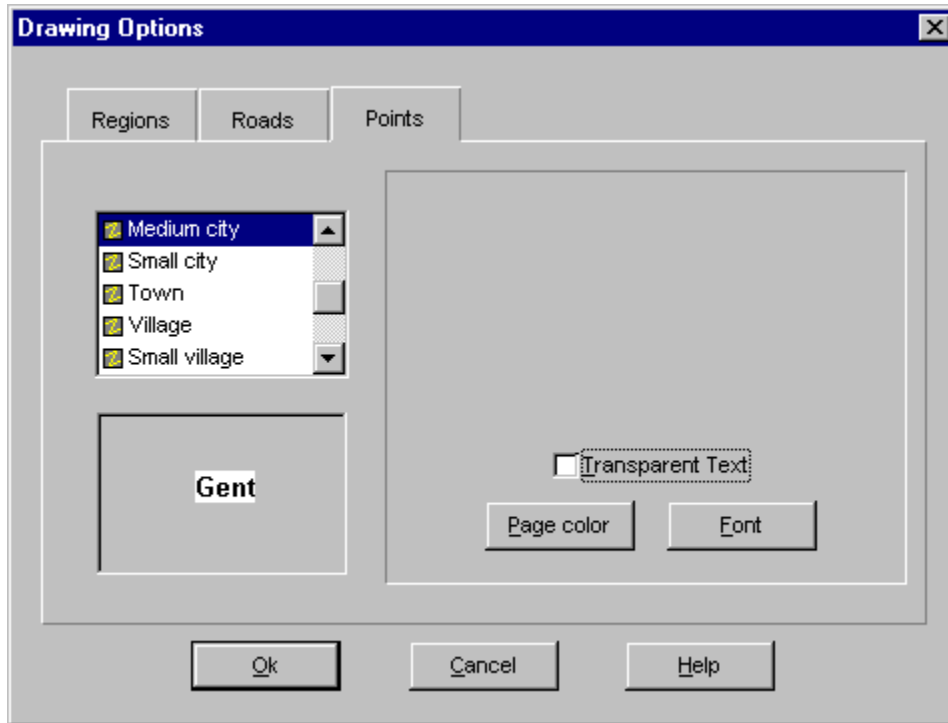 Drawing Options
Regions Roads Points
Medium city
Small city
Town
Village
Small village
Gent
Transparent Text
Page color Font
Ok Cancel Help